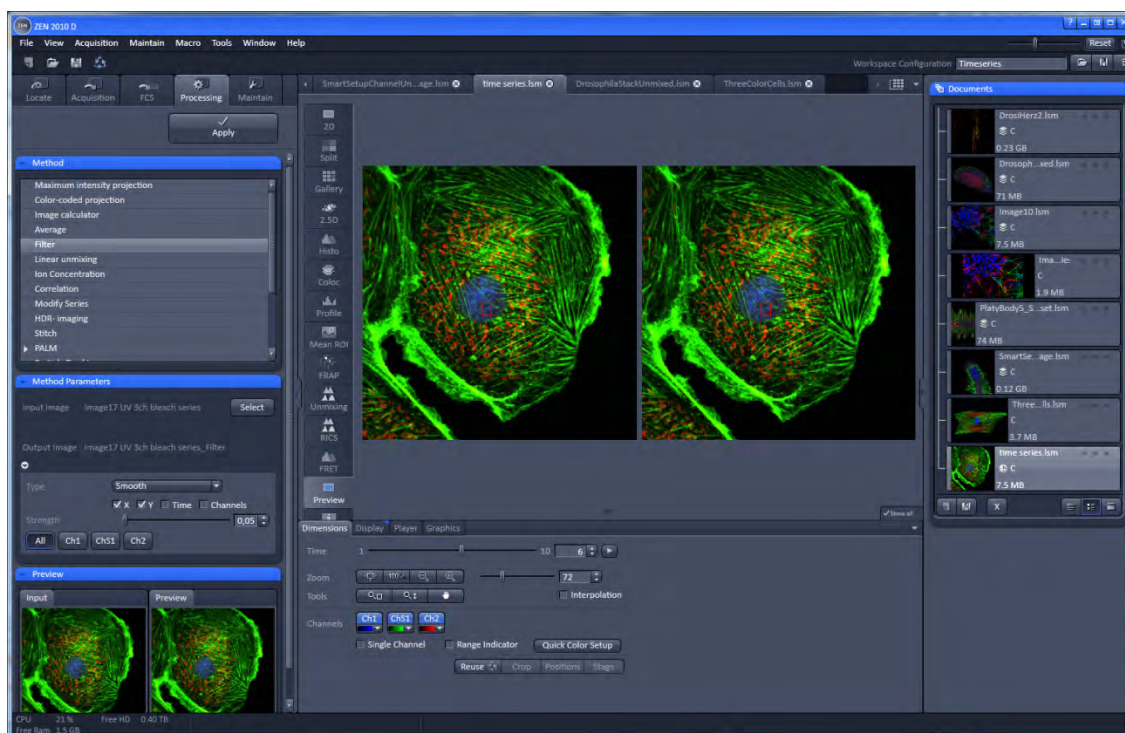 ZEN 2010 D
File View Acquisition Maintain Macro Tools Window Help
Reset
Workspace Configuration Timeseries
Locate Acquisition FCS Processing Maintain
Apply
Method
Maximum intensity projection
Color-coded projection
Image calculator
Average
Filter
Linear unmixing
Ion Concentration
Correlation
Modify Series
HDR- imaging
Stitch
PALM
Method Parameters
Input Image Image17 UV 3ch bleach series Select
Output Image Image17 UV 3ch bleach series_Filter
Type Smooth
X Y Time Channels
Strength 0,05
All Ch1 ChS1 Ch2
Preview
Input Preview
CPU 21 % Free HD 0.40 TB
Free Ram 1.5 GB
SmartSetupChannelUn...age.lsm time series.lsm DrosophilaStackUnmixed.lsm ThreeColorCells.lsm
2D
Split
Gallery
2.5D
Histo
Coloc
Profile
Mean ROI
FRAP
Unmixing
RICS
FRET
Preview
Show all
Dimensions Display Player Graphics
Time 1 10 6
Zoom 72
Tools Interpolation
Channels Ch1 ChS1 Ch2
Single Channel Range Indicator Quick Color Setup
Reuse Crop Positions Stage
Documents
DrosiHerz2.lsm
C
0.23 GB
Drosoph...xed.lsm
C
71 MB
Image10.lsm
C
7.5 MB
Ima...ie:
C
1.9 MB
PlatyBody5_S...set.lsm
C
74 MB
SmartSe...age.lsm
C
0.12 GB
Three...lls.lsm
C
3.7 MB
time series.lsm
C
7.5 MB